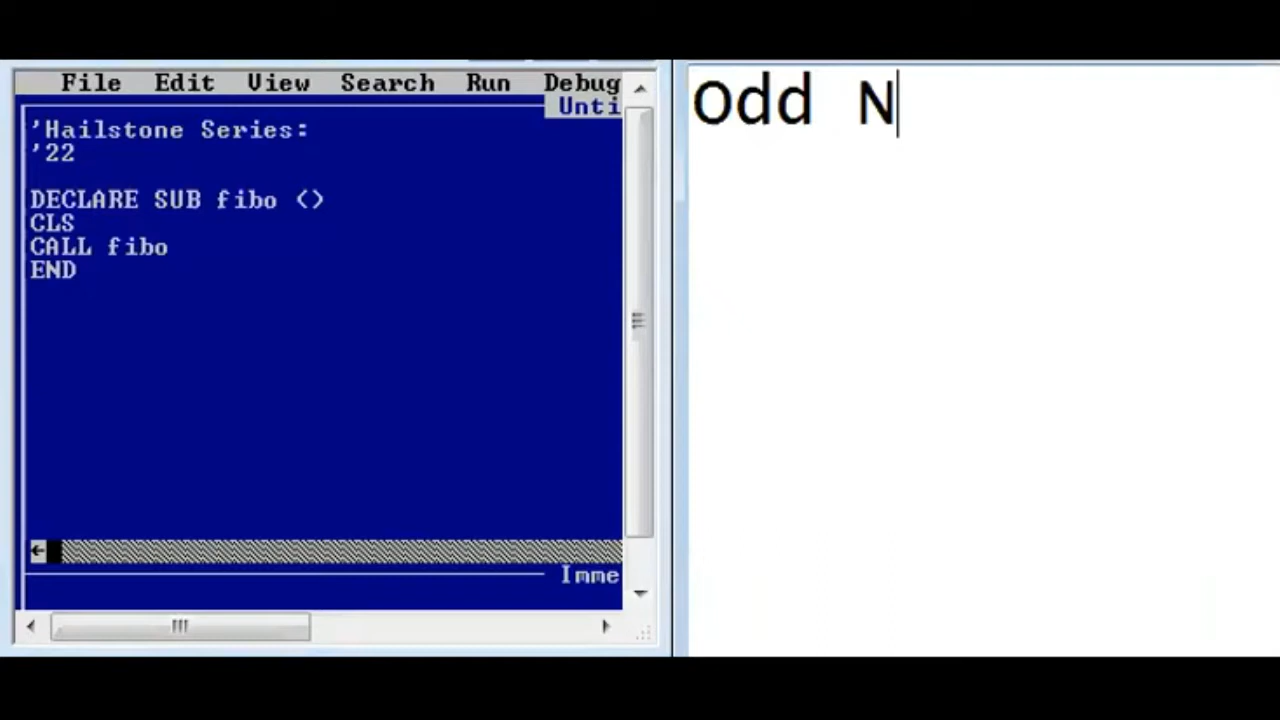 File Edit View Search Run Debug
Unti
'Hailstone Series:
'22
DECLARE SUB fibo ()
CLS
CALL fibo
END
Imme
Odd N